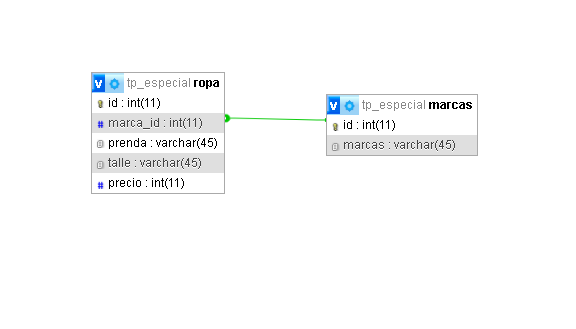 v tp_especial ropa
id : int(11)
marca_id : int(11)
prenda : varchar(45)
talle : varchar(45)
precio : int(11)
v tp_especial marcas
id : int(11)
marcas : varchar(45)